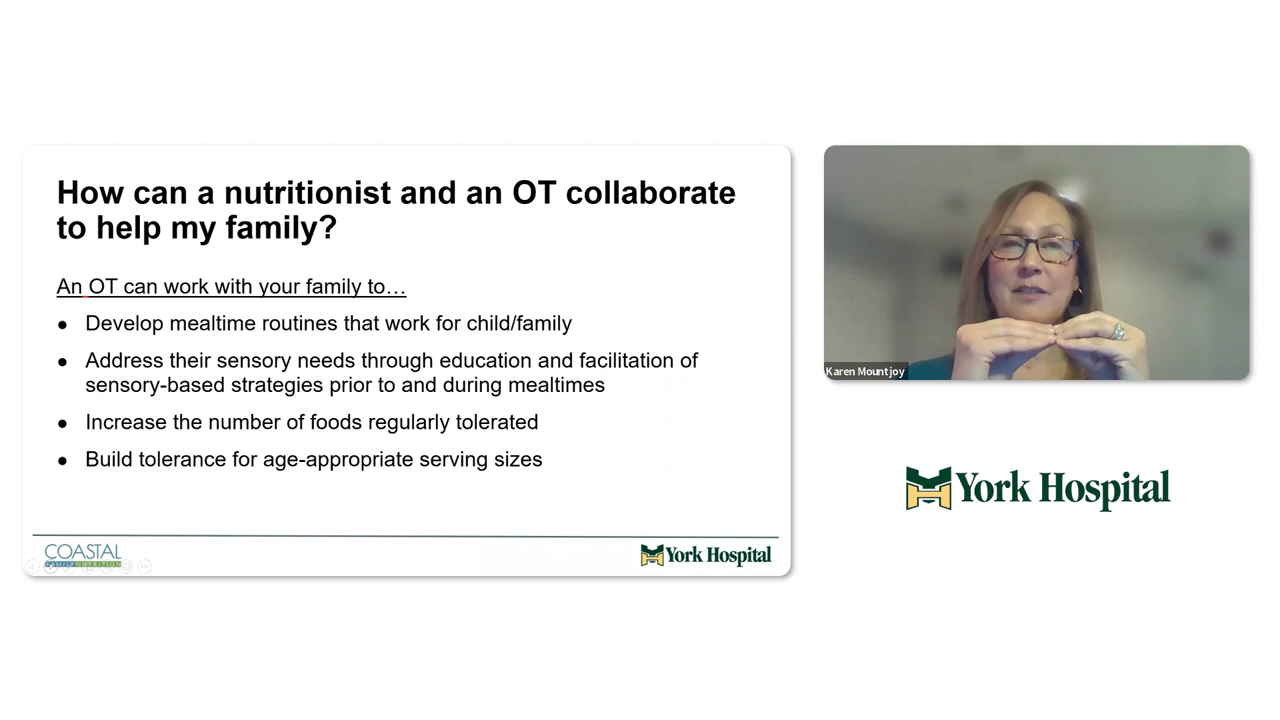 How can a nutritionist and an OT collaborate
to help my family?
An OT can work with your family to…
● Develop mealtime routines that work for child/family
● Address their sensory needs through education and facilitation of
sensory-based strategies prior to and during mealtimes
● Increase the number of foods regularly tolerated
● Build tolerance for age-appropriate serving sizes
COASTAL
FAMILY NUTRITION
York Hospital
Karen Mountjoy
York Hospital